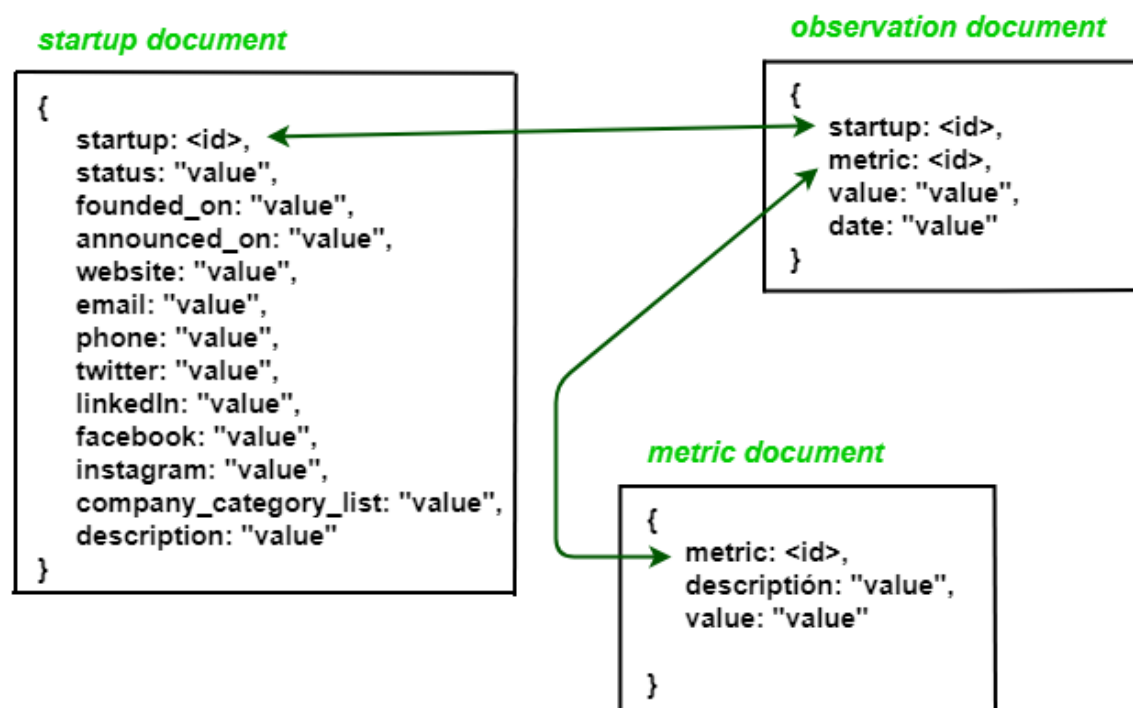 startup document
{
startup: <id>,
status: "value",
founded_on: "value",
announced_on: "value",
website: "value",
email: "value",
phone: "value",
twitter: "value",
linkedIn: "value",
facebook: "value",
instagram: "value",
company_category_list: "value",
description: "value"
}
observation document
{
startup: <id>,
metric: <id>,
value: "value",
date: "value"
}
metric document
{
metric: <id>,
descriptión: "value",
value: "value"
}